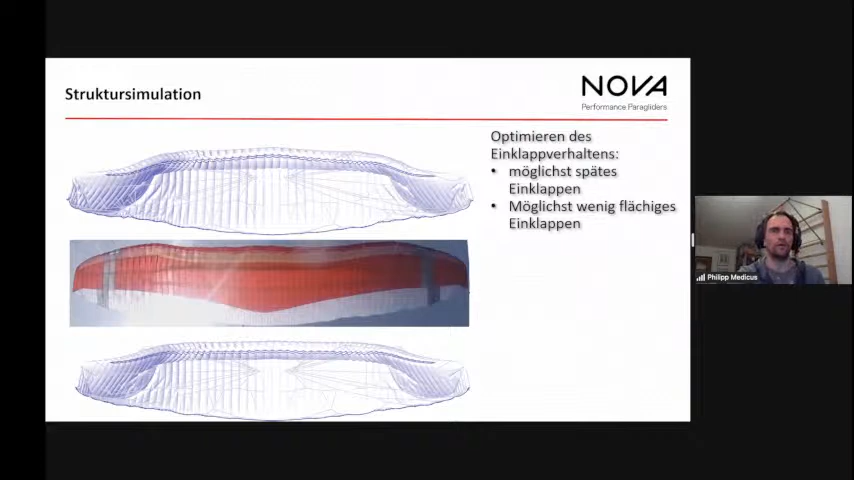 Struktursimulation
NOVA
Performance Paragliders
Optimieren des
Einklappverhaltens:
• möglichst spätes
Einklappen
• Möglichst wenig flächiges
Einklappen
Philipp Medicus